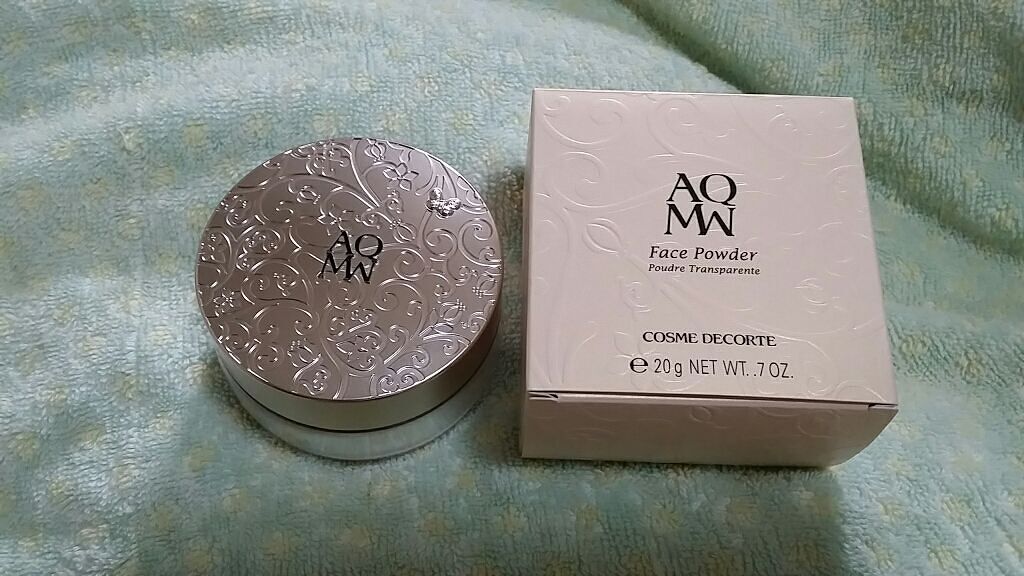 AQ
MW
AQ
MW
Face Powder
Poudre Transparente
COSME DECORTE
e 20g NET WT. .7 OZ.